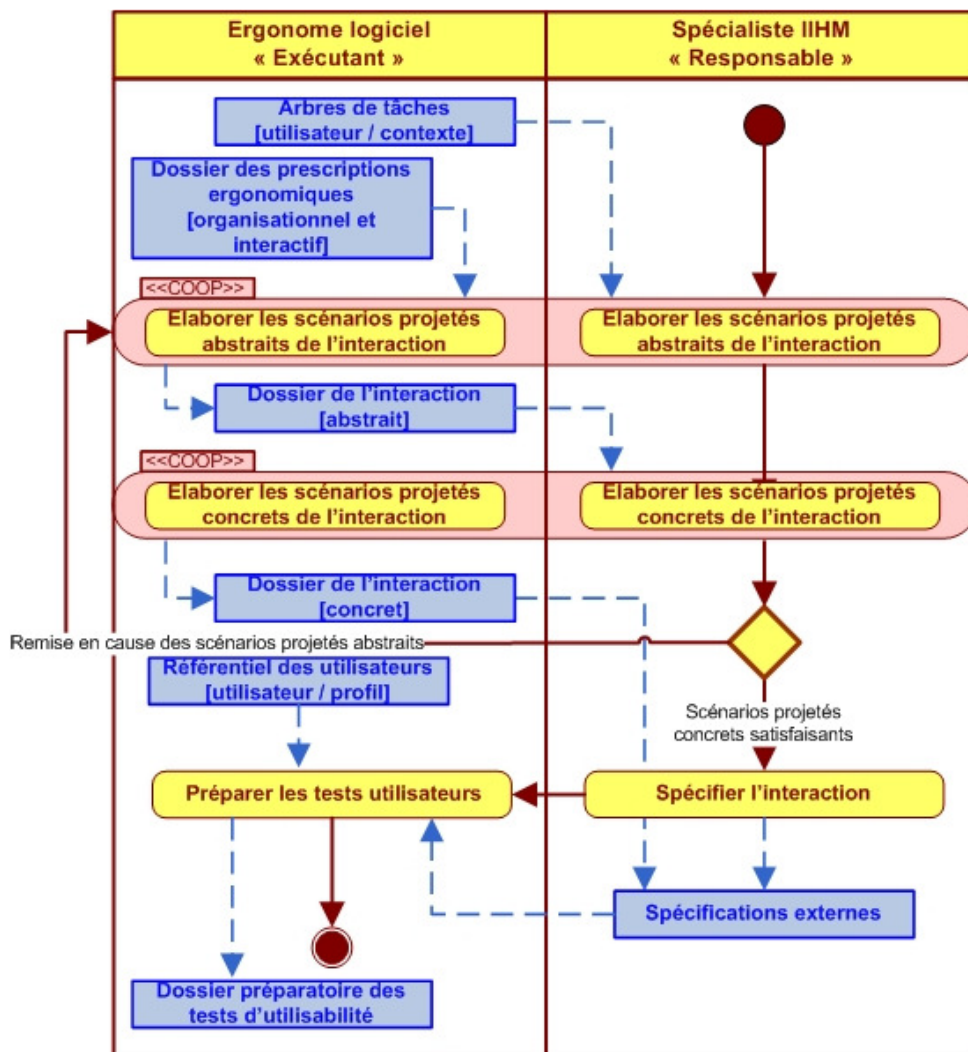 Ergonome logiciel
« Exécutant »
Spécialiste IIHM
« Responsable »
Arbres de tâches
[utilisateur / contexte]
Dossier des prescriptions
ergonomiques
[organisationnel et
interactif]
<<COOP>>
Elaborer les scénarios projetés
abstraits de l'interaction
Elaborer les scénarios projetés
abstraits de l'interaction
Dossier de l'interaction
[abstrait]
<<COOP>>
Elaborer les scénarios projetés
concrets de l'interaction
Elaborer les scénarios projetés
concrets de l'interaction
Dossier de l'interaction
[concret]
Remise en cause des scénarios projetés abstraits
Référentiel des utilisateurs
[utilisateur / profil]
Scénarios projetés
concrets satisfaisants
Préparer les tests utilisateurs
Spécifier l'interaction
Spécifications externes
Dossier préparatoire des
tests d'utilisabilité